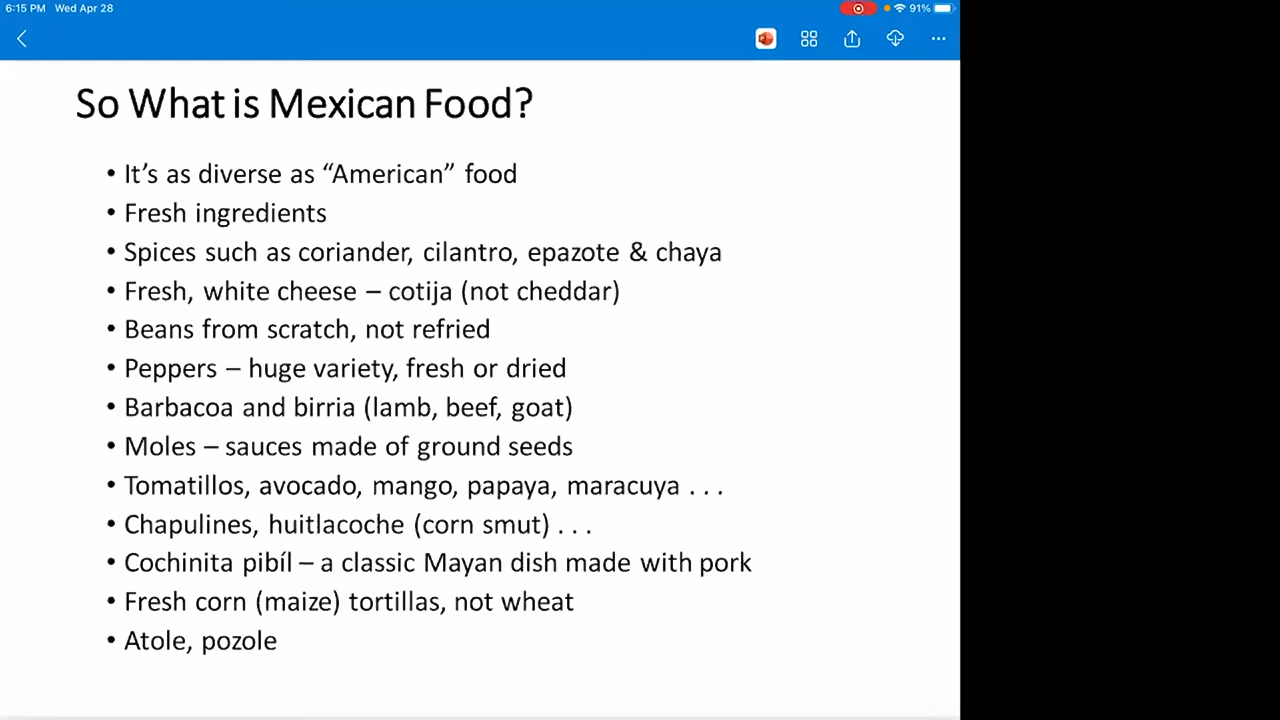 6:15 PM Wed Apr 28
91%
So What is Mexican Food?
• It’s as diverse as “American” food
• Fresh ingredients
• Spices such as coriander, cilantro, epazote & chaya
• Fresh, white cheese – cotija (not cheddar)
• Beans from scratch, not refried
• Peppers – huge variety, fresh or dried
• Barbacoa and birria (lamb, beef, goat)
• Moles – sauces made of ground seeds
• Tomatillos, avocado, mango, papaya, maracuya . . .
• Chapulines, huitlacoche (corn smut) . . .
• Cochinita pibíl – a classic Mayan dish made with pork
• Fresh corn (maize) tortillas, not wheat
• Atole, pozole